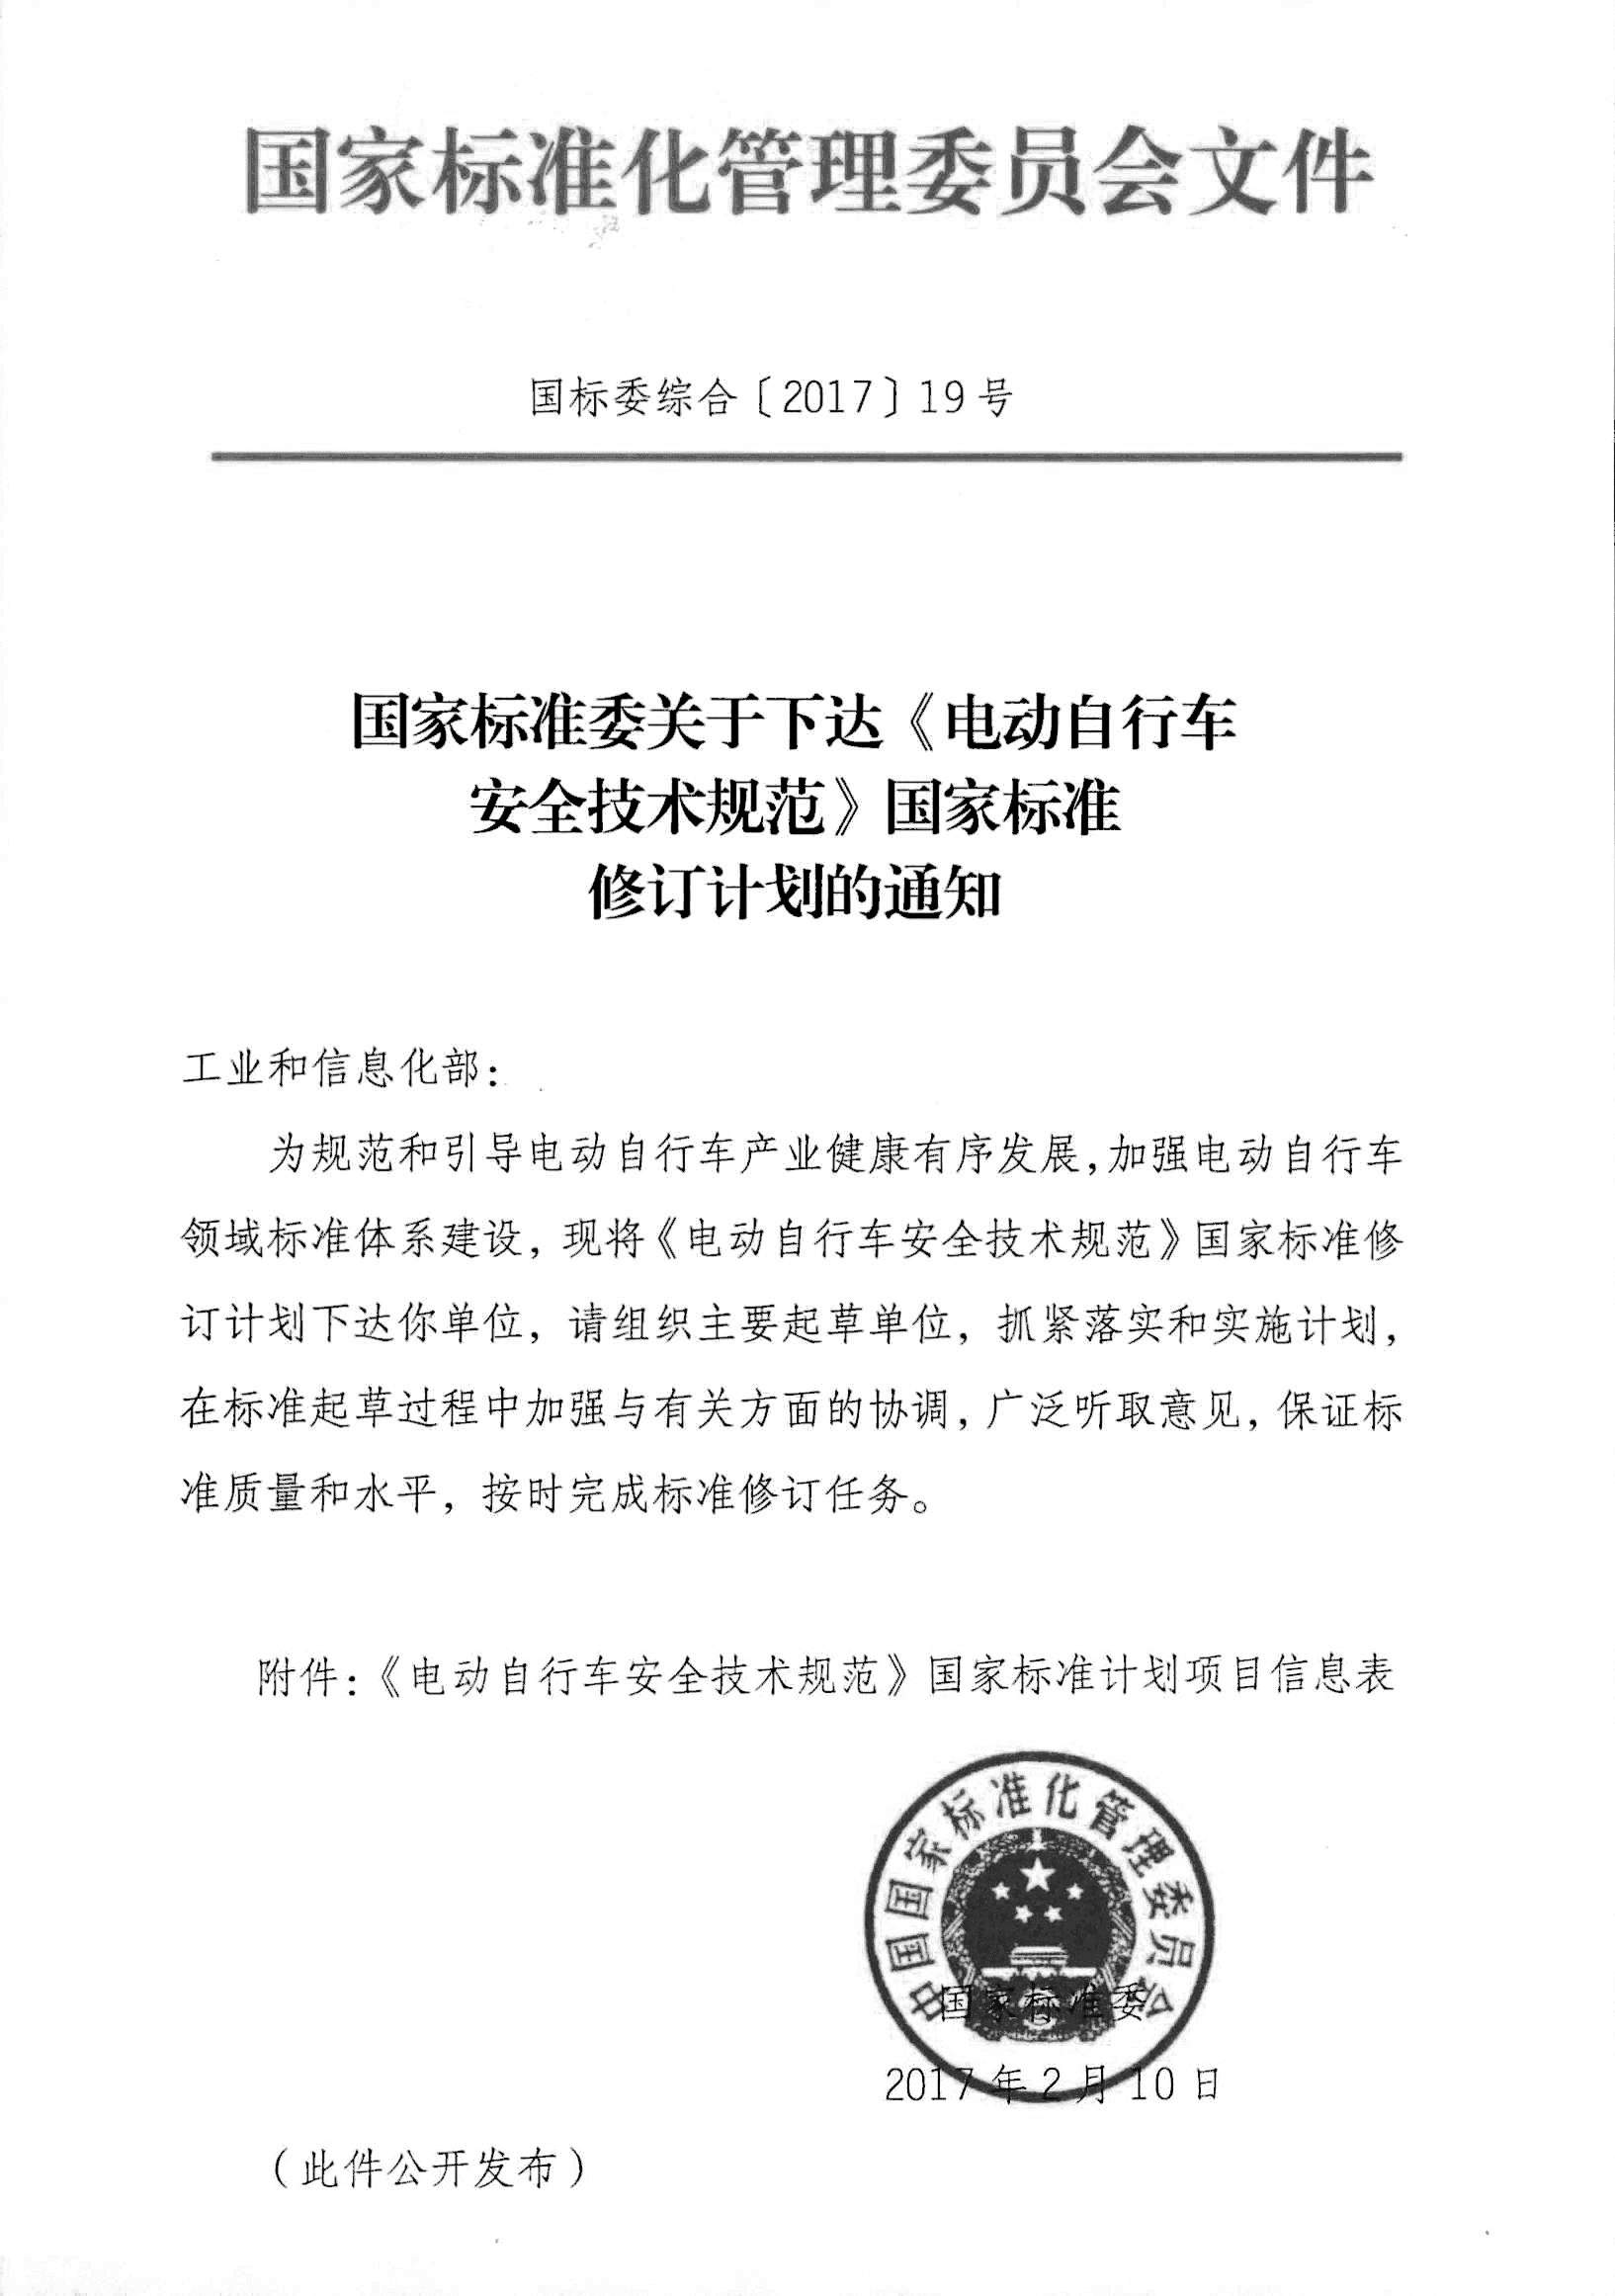 国家标准化管理委员会文件
国标委综合〔2017〕19号
国家标准委关于下达《电动自行车
安全技术规范》国家标准
修订计划的通知
工业和信息化部：
为规范和引导电动自行车产业健康有序发展，加强电动自行车
领域标准体系建设，现将《电动自行车安全技术规范》国家标准修
订计划下达你单位，请组织主要起草单位，抓紧落实和实施计划，
在标准起草过程中加强与有关方面的协调，广泛听取意见，保证标
准质量和水平，按时完成标准修订任务。
附件：《电动自行车安全技术规范》国家标准计划项目信息表
中国国家标准化管理委员会
国家标准委
2017年2月10日
（此件公开发布）